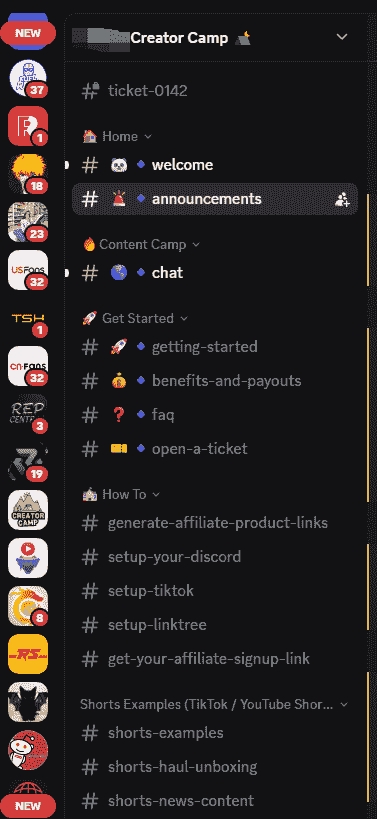 NEW
Creator Camp
ticket-0142
37
Home
1
welcome
18
announcements
23
Content Camp
USFans
32
chat
TSH
1
Get Started
getting-started
CnFans
32
benefits-and-payouts
REP
3
faq
19
open-a-ticket
How To
CREATOR
CAMP
generate-affiliate-product-links
setup-your-discord
setup-tiktok
8
setup-linktree
RS
get-your-affiliate-signup-link
Shorts Examples (TikTok / YouTube Shor...
shorts-examples
shorts-haul-unboxing
shorts-news-content
NEW